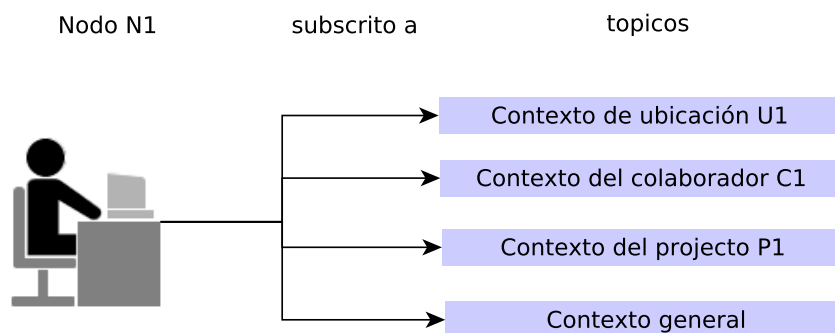 Nodo N1
subscrito a
topicos
Contexto de ubicación U1
Contexto del colaborador C1
Contexto del projecto P1
Contexto general